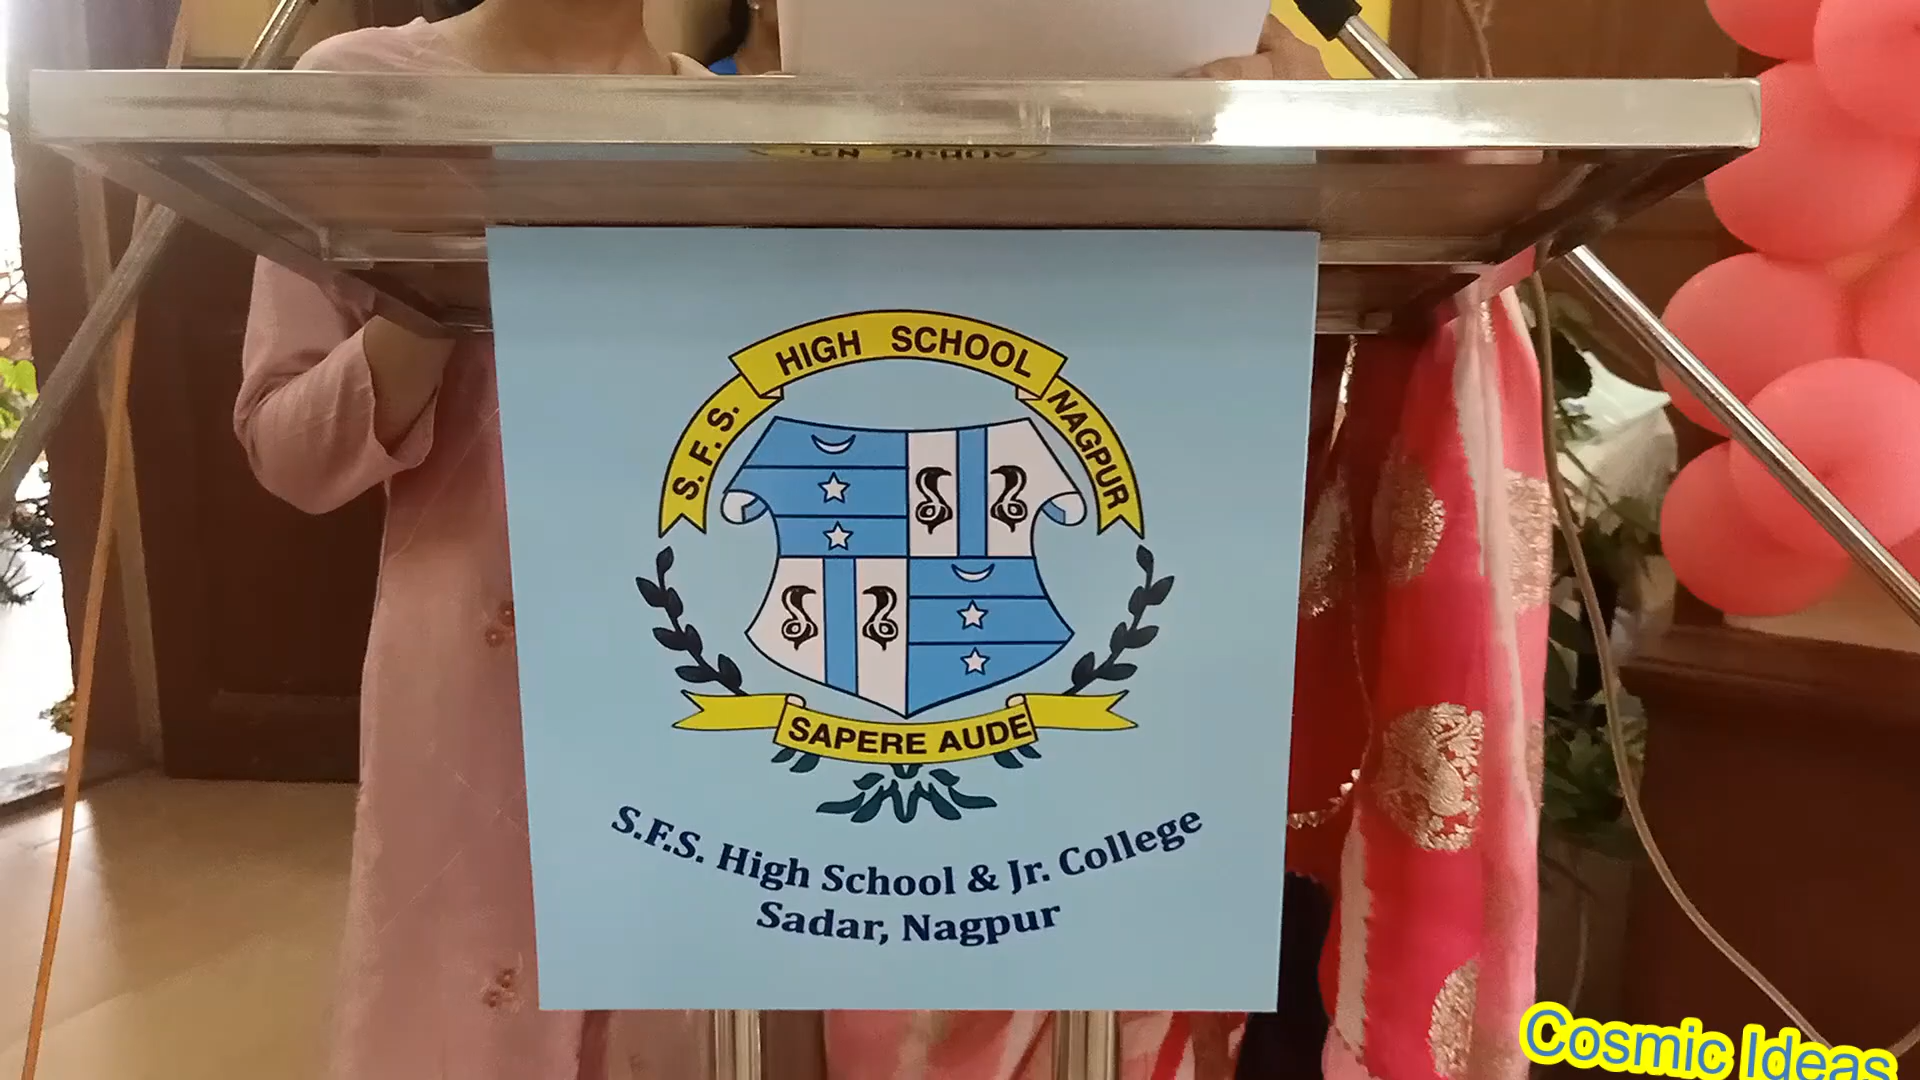 S. F. S. HIGH SCHOOL NAGPUR
SAPERE AUDE
S.F.S. High School & Jr. College
Sadar, Nagpur
Cosmic Ideas